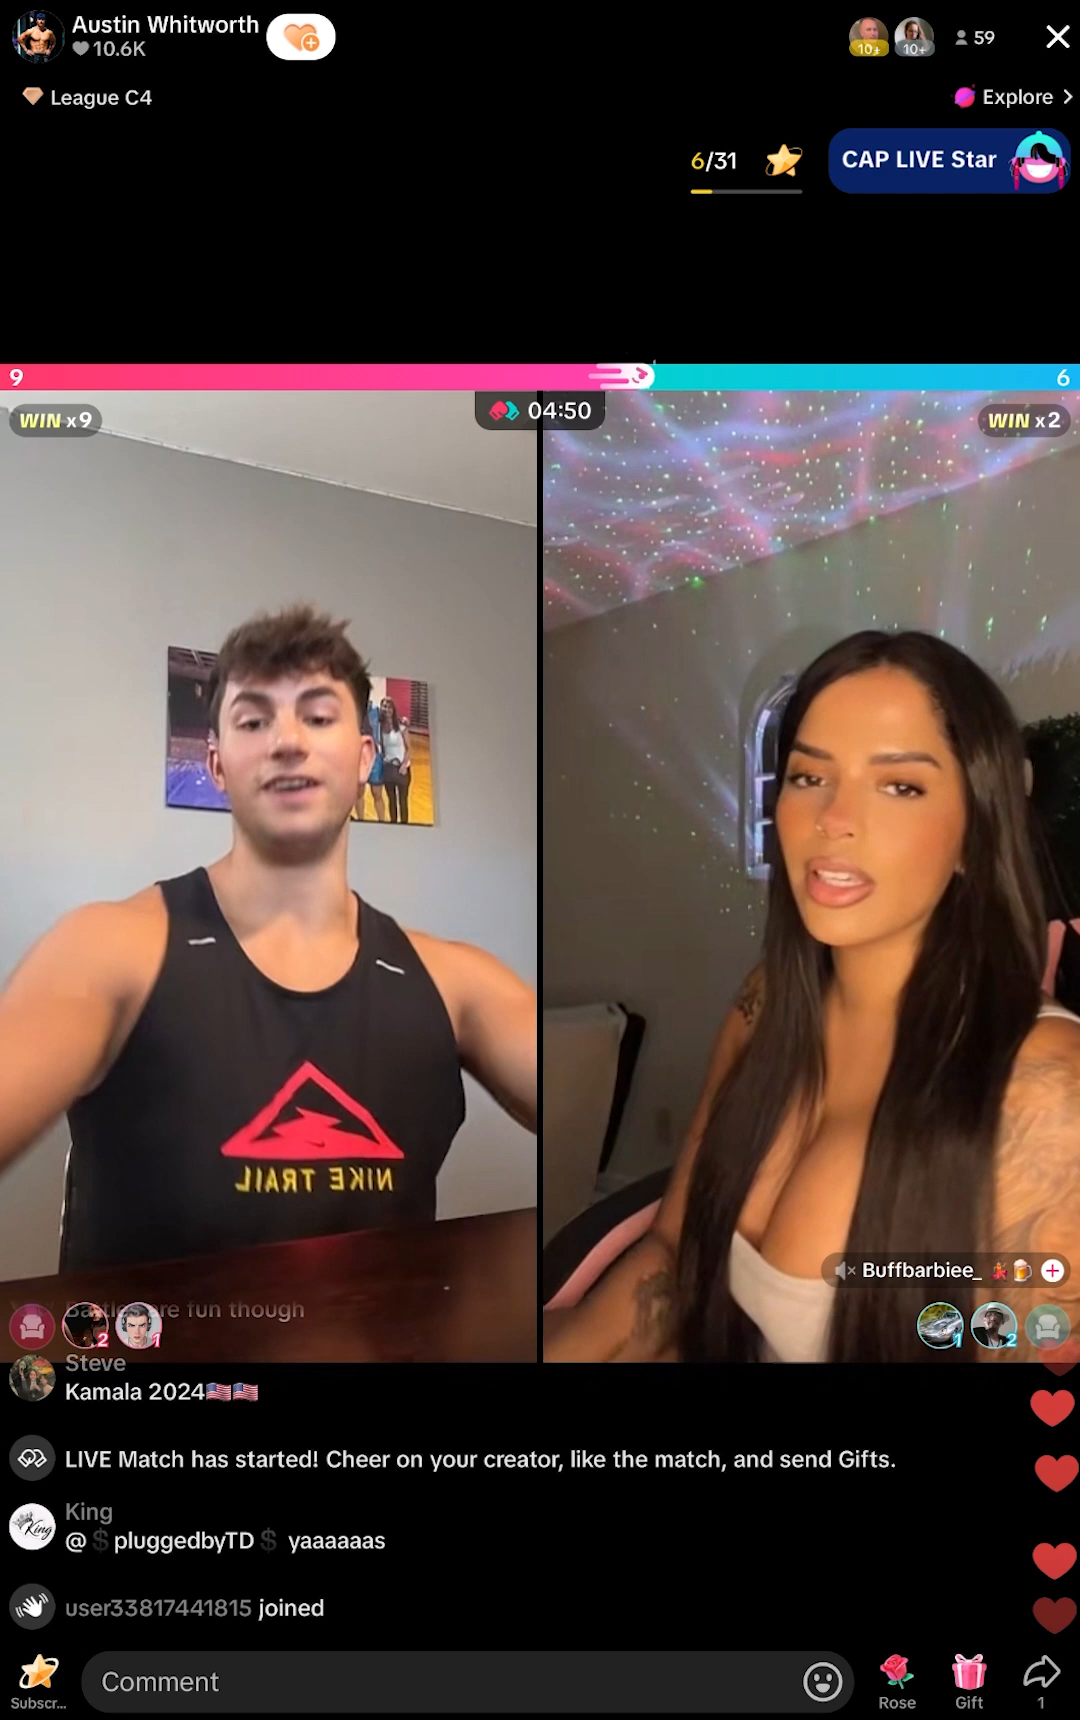 Austin Whitworth
10.6K
10+
10+
59
League C4
Explore >
6/31
CAP LIVE Star
9
6
WIN x9
04:50
WIN x2
NIKE TRAIL
Buffbarbiee_
Battles are fun though
2
1
1
2
Steve
Kamala 2024🇺🇸🇺🇸
LIVE Match has started! Cheer on your creator, like the match, and send Gifts.
King
King
@💲pluggedbyTD💲 yaaaaaas
user33817441815 joined
Subscr...
Comment
Rose
Gift
1